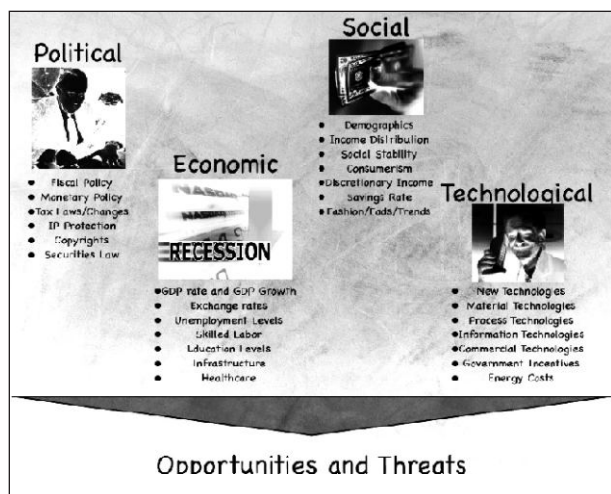 Political
Fiscal Policy
Monetary Policy
Tax Laws/Changes
IP Protection
Copyrights
Securities Law
Economic
NASDAQ
NASDAQ
RECESSION
GDP rate and GDP Growth
Exchange rates
Unemployment Levels
Skilled Labor
Education Levels
Infrastructure
Healthcare
Social
Demographics
Income Distribution
Social Stability
Consumerism
Discretionary Income
Savings Rate
Fashion/Fads/Trends
Technological
New Technologies
Material Technologies
Process Technologies
Information Technologies
Commercial Technologies
Government Incentives
Energy Costs
Opportunities and Threats